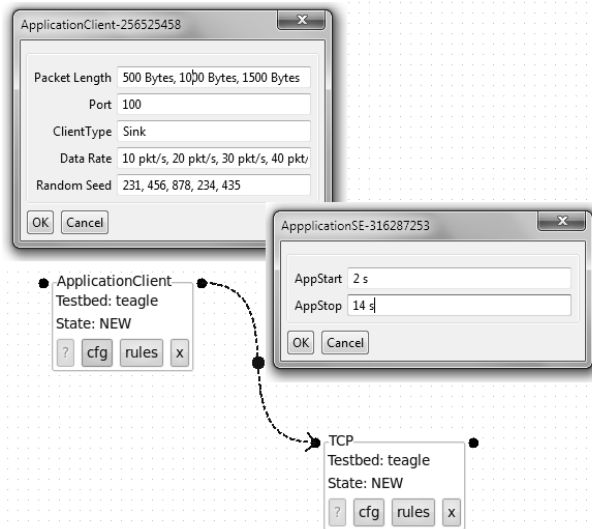 ApplicationClient-256525458
x
Packet Length 500 Bytes, 1000 Bytes, 1500 Bytes
Port 100
ClientType Sink
Data Rate 10 pkt/s, 20 pkt/s, 30 pkt/s, 40 pkt/
Random Seed 231, 456, 878, 234, 435
OK Cancel
AppplicationSE-316287253
x
AppStart 2 s
AppStop 14 s
OK Cancel
ApplicationClient
Testbed: teagle
State: NEW
? cfg rules x
TCP
Testbed: teagle
State: NEW
? cfg rules x